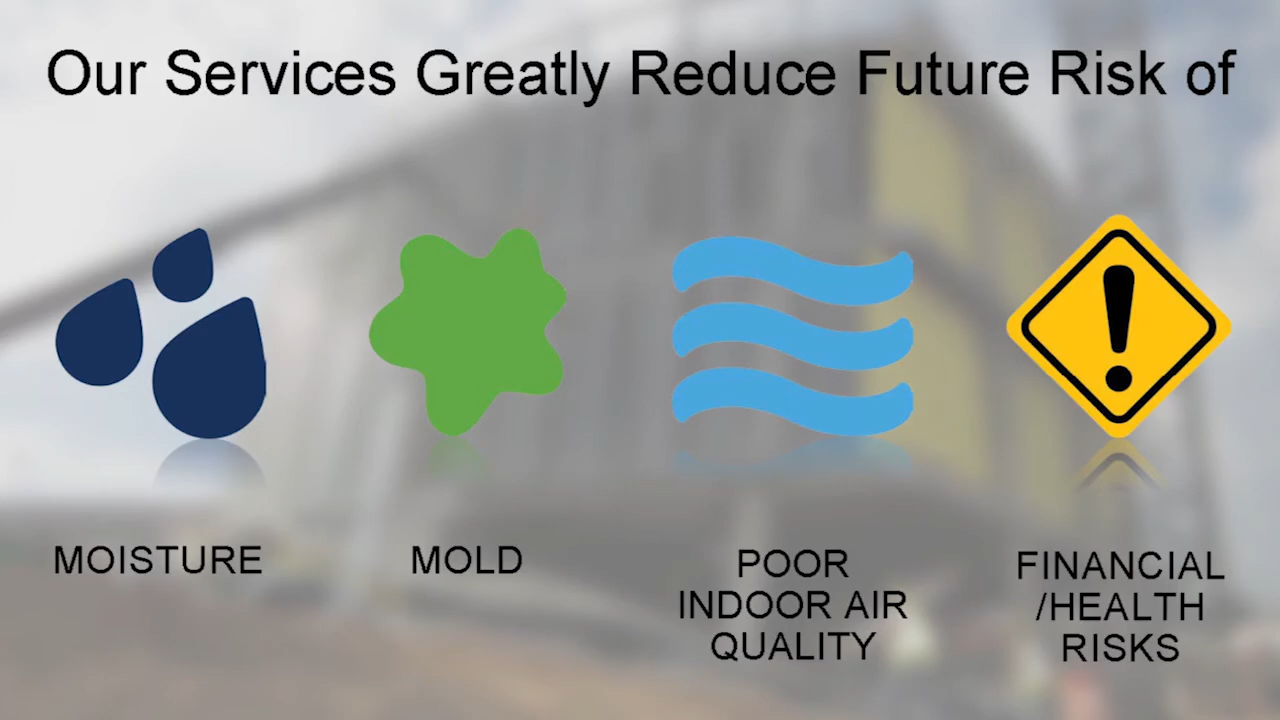 Our Services Greatly Reduce Future Risk of
MOISTURE
MOLD
POOR
INDOOR AIR
QUALITY
FINANCIAL
/HEALTH
RISKS